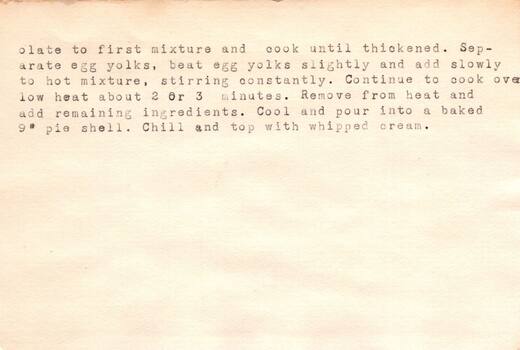 olate to first mixture and cook until thickened. Sep-
arate egg yolks, beat egg yolks slightly and add slowly
to hot mixture, stirring constantly. Continue to cook over
low heat about 2 or 3 minutes. Remove from heat and
add remaining ingredients. Cool and pour into a baked
9" pie shell. Chill and top with whipped cream.